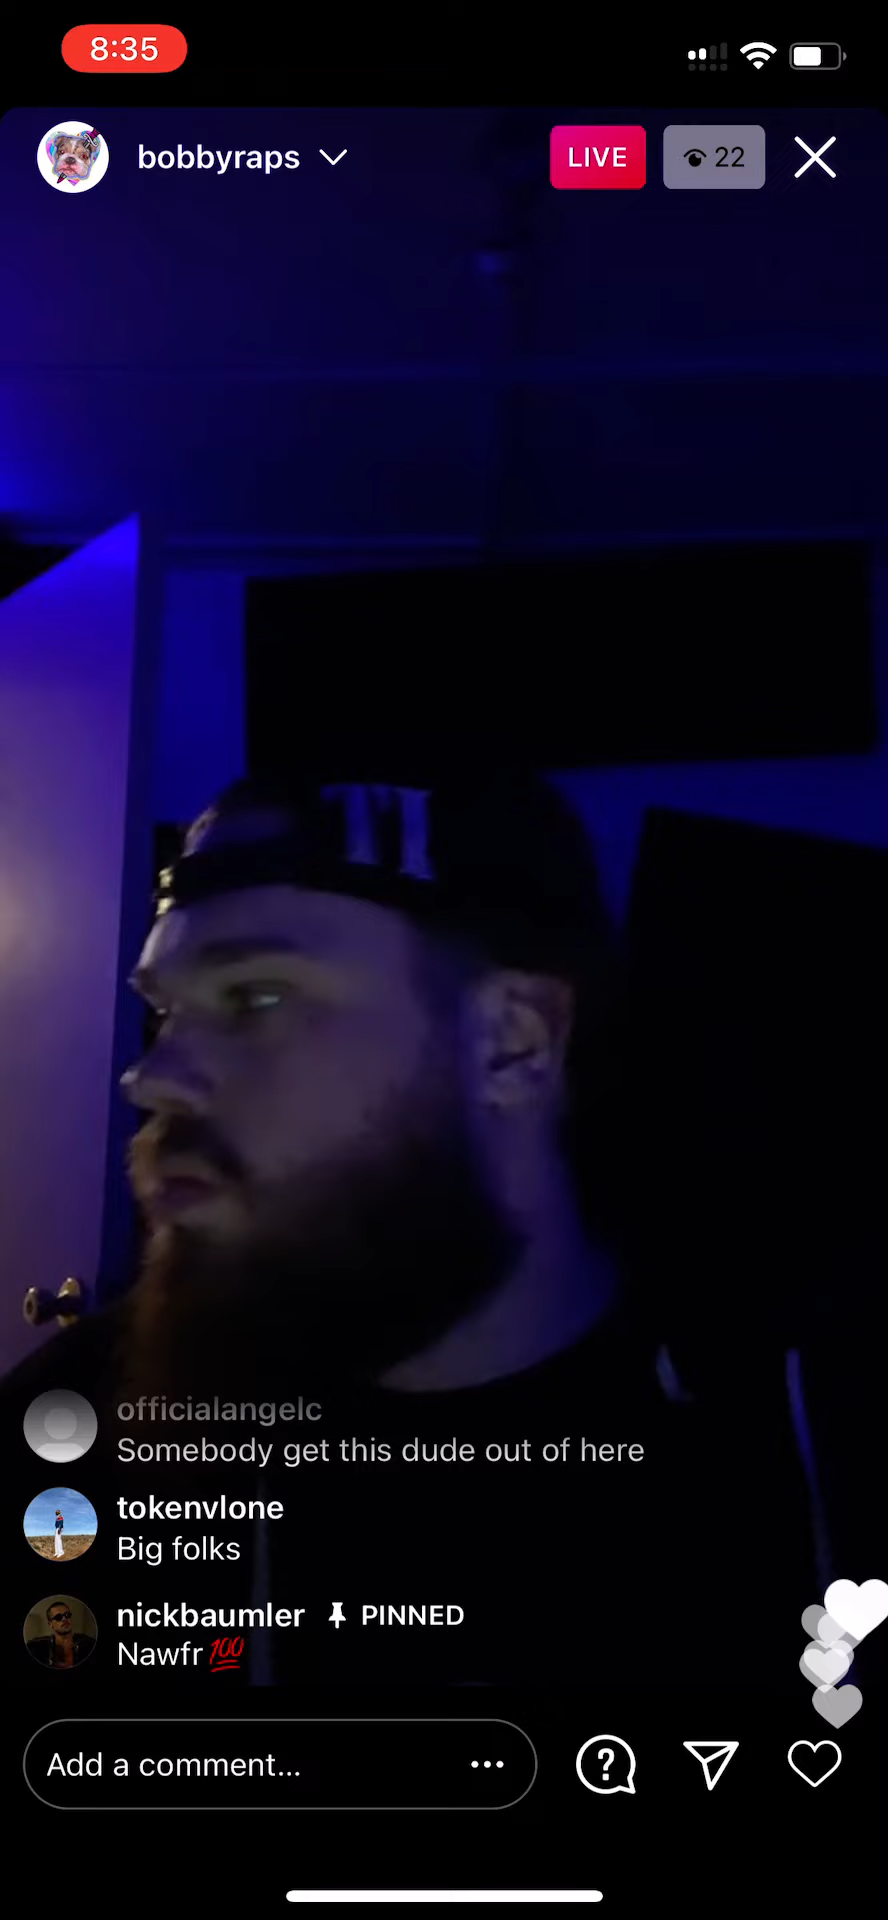 8:35
bobbyraps
LIVE
22
officialangelc
Somebody get this dude out of here
tokenvlone
Big folks
nickbaumler PINNED
Nawfr 💯
Add a comment...